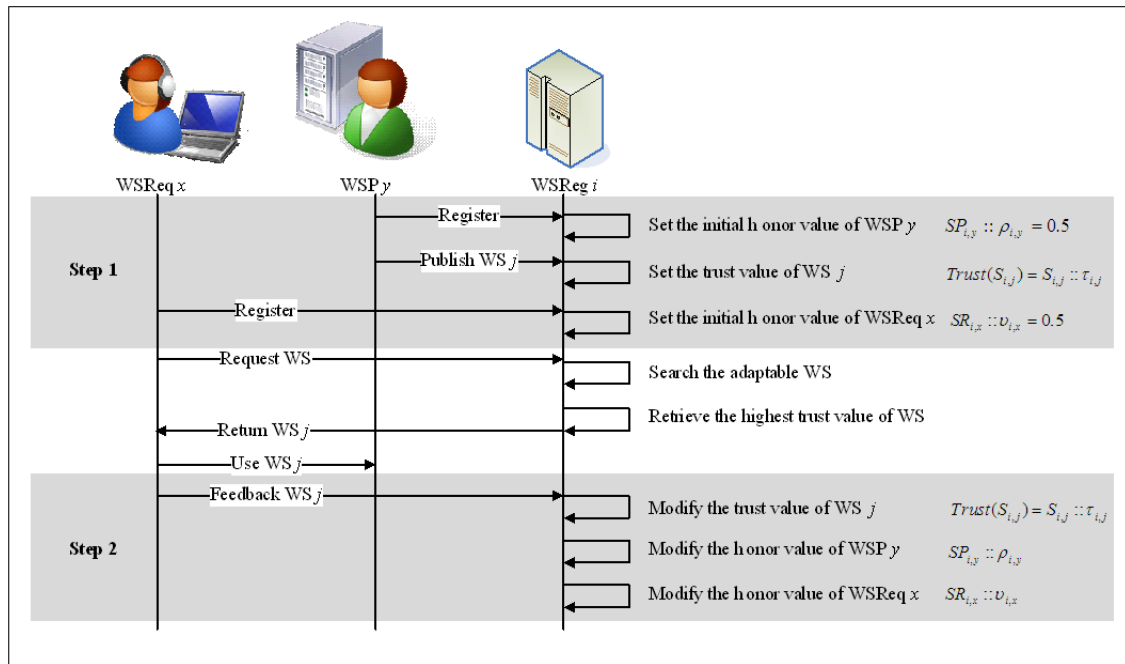 WSReq x WSP y WSReg i
Register Set the initial honor value of WSP y SP_{i,y} :: ρ_{i,y} = 0.5
Step 1
Publish WS j Set the trust value of WS j Trust(S_{i,j}) = S_{i,j} :: τ_{i,j}
Register Set the initial honor value of WSReq x SR_{i,x} :: υ_{i,x} = 0.5
Request WS
Search the adaptable WS
Retrieve the highest trust value of WS
Return WS j
Use WS j
Feedback WS j
Modify the trust value of WS j Trust(S_{i,j}) = S_{i,j} :: τ_{i,j}
Step 2 Modify the honor value of WSP y SP_{i,y} :: ρ_{i,y}
Modify the honor value of WSReq x SR_{i,x} :: υ_{i,x}